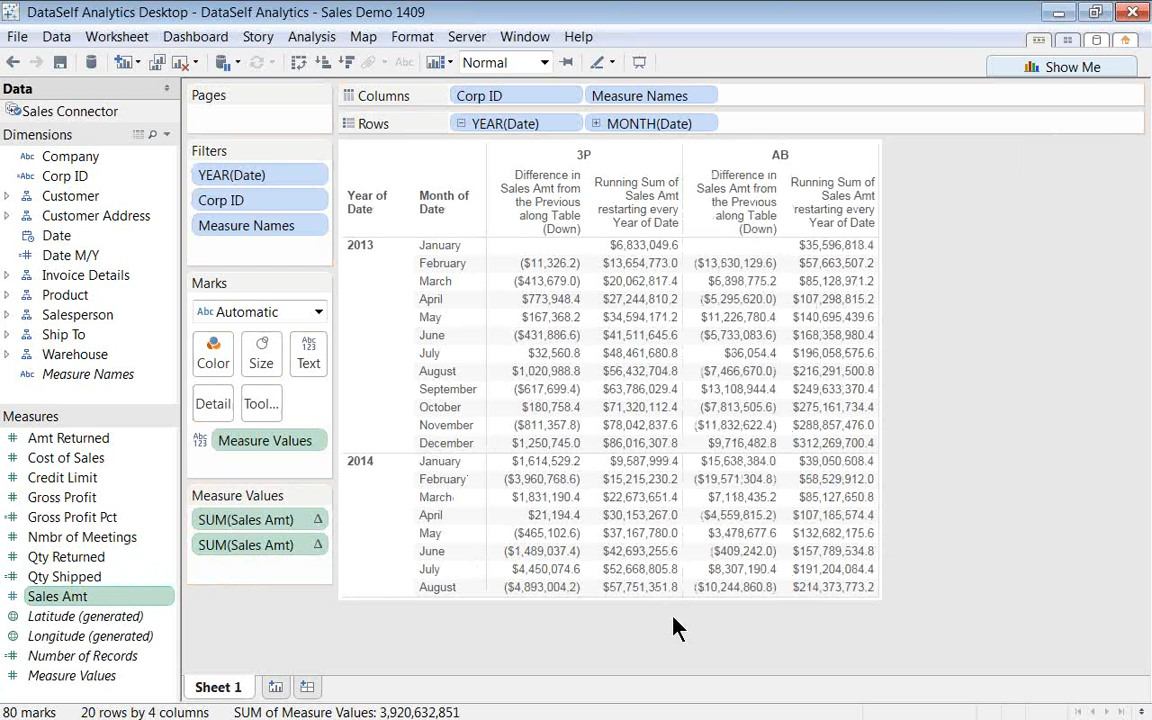 DataSelf Analytics Desktop - DataSelf Analytics - Sales Demo 1409
File Data Worksheet Dashboard Story Analysis Map Format Server Window Help
Abc Normal
Show Me
Data
Sales Connector
Dimensions
Abc Company
Abc Corp ID
Customer
Customer Address
Date
Date M/Y
Invoice Details
Product
Salesperson
Ship To
Warehouse
Abc Measure Names
Measures
Amt Returned
Cost of Sales
Credit Limit
Gross Profit
Gross Profit Pct
Nmbr of Meetings
Qty Returned
Qty Shipped
Sales Amt
Latitude (generated)
Longitude (generated)
Number of Records
Measure Values
Pages
Filters
YEAR(Date)
Corp ID
Measure Names
Marks
Abc Automatic
Color Size Abc 123 Text
Detail Tool...
Abc 123 Measure Values
Measure Values
SUM(Sales Amt) Δ
SUM(Sales Amt) Δ
Columns Corp ID Measure Names
Rows YEAR(Date) MONTH(Date)
3P AB
Year of Date Month of Date Difference in Sales Amt from the Previous along Table (Down) Running Sum of Sales Amt restarting every Year of Date Difference in Sales Amt from the Previous along Table (Down) Running Sum of Sales Amt restarting every Year of Date
2013 January $6,833,049.6 $35,596,818.4
February ($11,326.2) $13,654,773.0 ($13,530,129.6) $57,663,507.2
March ($413,679.0) $20,062,817.4 $5,398,775.2 $85,128,971.2
April $773,948.4 $27,244,810.2 ($5,295,620.0) $107,298,815.2
May $167,368.2 $34,594,171.2 $11,226,780.4 $140,695,439.6
June ($431,886.6) $41,511,645.6 ($5,733,083.6) $168,358,980.4
July $32,560.8 $48,461,680.8 $36,054.4 $196,058,575.6
August $1,020,988.8 $56,432,704.8 ($7,466,670.0) $216,291,500.8
September ($617,699.4) $63,786,029.4 $13,108,944.4 $249,633,370.4
October $180,758.4 $71,320,112.4 ($7,813,505.6) $275,161,734.4
November ($811,357.8) $78,042,837.6 ($11,832,622.4) $288,857,476.0
December $1,250,745.0 $86,016,307.8 $9,716,482.8 $312,269,700.4
2014 January $1,614,529.2 $9,587,999.4 $15,638,384.0 $39,050,608.4
February ($3,960,768.6) $15,215,230.2 ($19,571,304.8) $58,529,912.0
March $1,831,190.4 $22,673,651.4 $7,118,435.2 $85,127,650.8
April $21,194.4 $30,153,267.0 ($4,559,815.2) $107,165,574.4
May ($465,102.6) $37,167,780.0 $3,478,677.6 $132,682,175.6
June ($1,489,037.4) $42,693,255.6 ($409,242.0) $157,789,534.8
July $4,450,074.6 $52,668,805.8 $8,307,190.4 $191,204,084.4
August ($4,893,004.2) $57,751,351.8 ($10,244,860.8) $214,373,773.2
Sheet 1
80 marks 20 rows by 4 columns SUM of Measure Values: 3,920,632,851